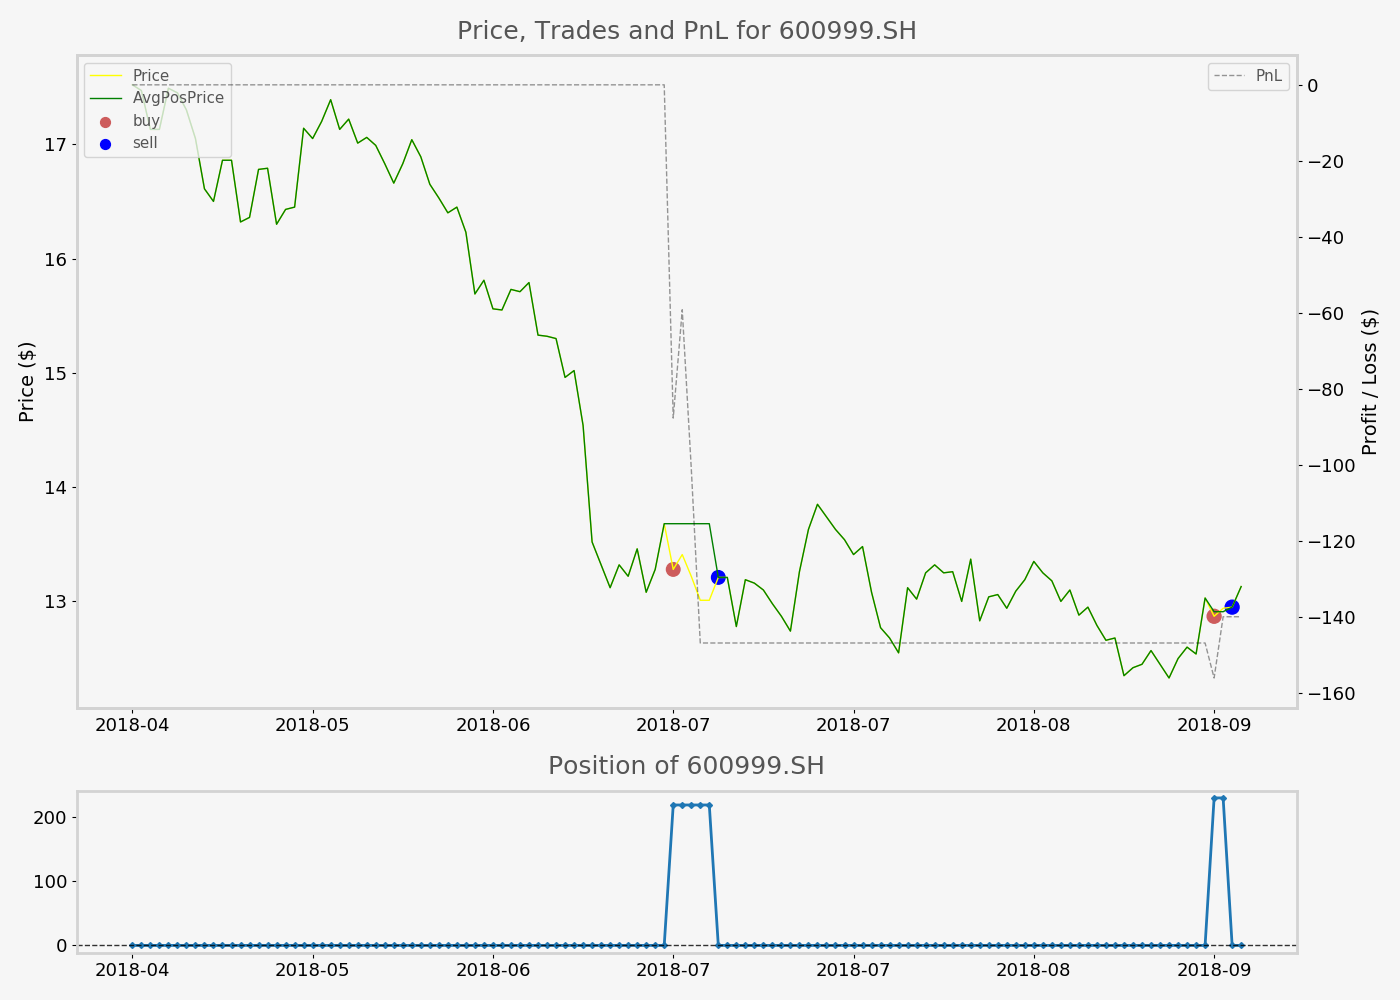 Price, Trades and PnL for 600999.SH
Price
AvgPosPrice
buy
sell
PnL
Price ($)
17
16
15
14
13
Profit / Loss ($)
0
−20
−40
−60
−80
−100
−120
−140
−160
2018-04 2018-05 2018-06 2018-07 2018-07 2018-08 2018-09
Position of 600999.SH
200
100
0
2018-04 2018-05 2018-06 2018-07 2018-07 2018-08 2018-09